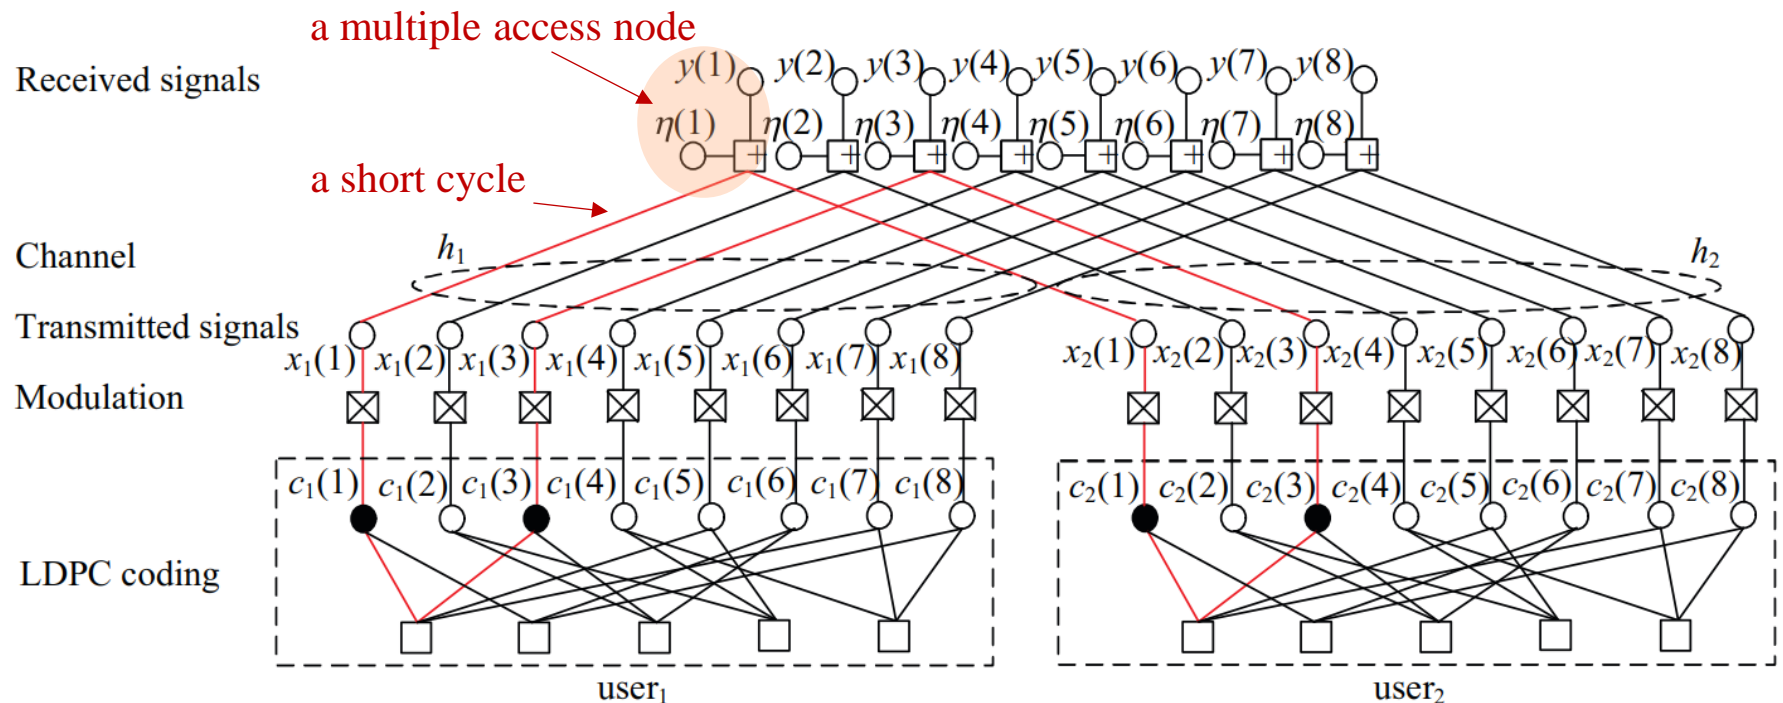 a multiple access node
Received signals
y(1) y(2) y(3) y(4) y(5) y(6) y(7) y(8)
η(1) η(2) η(3) η(4) η(5) η(6) η(7) η(8)
+ + + + + + + +
a short cycle
Channel
h₁ h₂
Transmitted signals
x₁(1) x₁(2) x₁(3) x₁(4) x₁(5) x₁(6) x₁(7) x₁(8) x₂(1) x₂(2) x₂(3) x₂(4) x₂(5) x₂(6) x₂(7) x₂(8)
Modulation
c₁(1) c₁(2) c₁(3) c₁(4) c₁(5) c₁(6) c₁(7) c₁(8) c₂(1) c₂(2) c₂(3) c₂(4) c₂(5) c₂(6) c₂(7) c₂(8)
LDPC coding
user₁ user₂